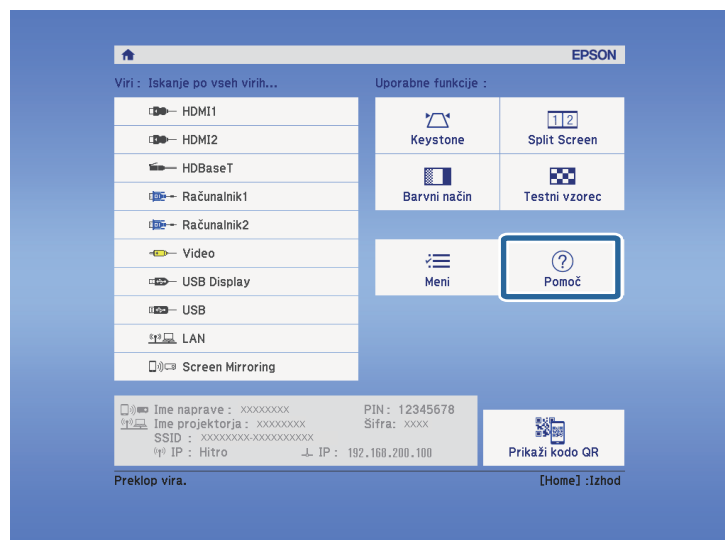 EPSON
Viri : Iskanje po vseh virih...
HDMI1
HDMI2
HDBaseT
Računalnik1
Računalnik2
Video
USB Display
USB
LAN
Screen Mirroring
Uporabne funkcije :
Keystone
1 2
Split Screen
Barvni način
Testni vzorec
Meni
?
Pomoč
Ime naprave : xxxxxxxx PIN : 12345678
Ime projektorja : xxxxxxxx Šifra: xxxx
SSID : xxxxxxxx-xxxxxxxxxx
IP : Hitro IP : 192.168.200.100
Prikaži kodo QR
Preklop vira. [Home] :Izhod